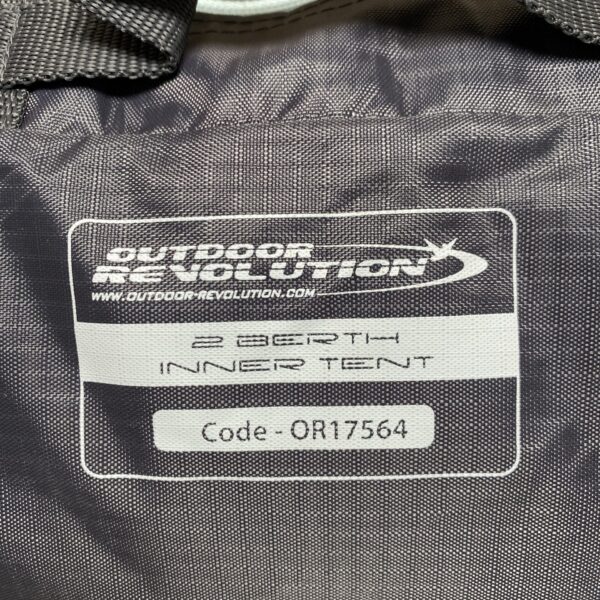 OUTDOOR
REVOLUTION
WWW.OUTDOOR-REVOLUTION.COM
2 BERTH
INNER TENT
Code - OR17564